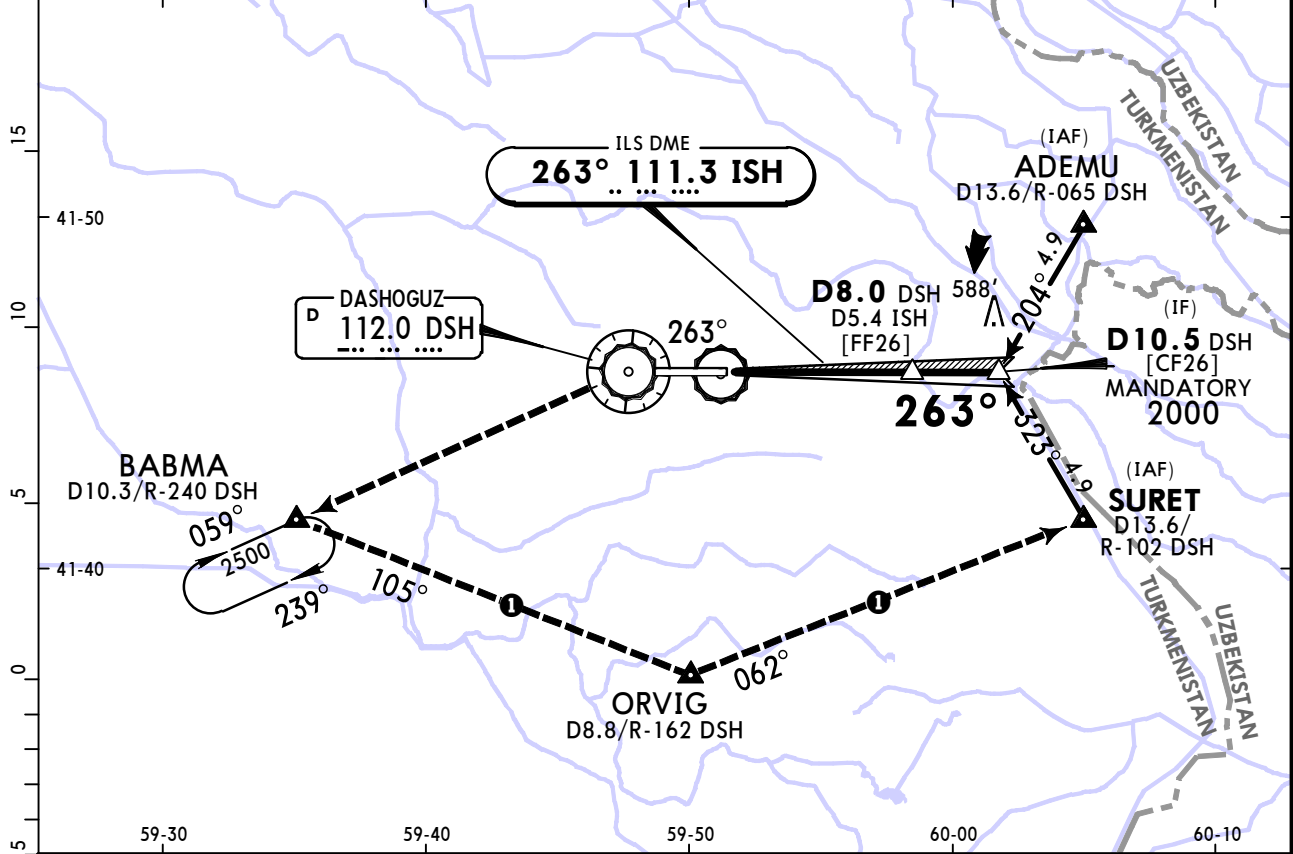 UZBEKISTAN
TURKMENISTAN
15
ILS DME
263° 111.3 ISH
(IAF)
ADEMU
D13.6/R-065 DSH
41-50
204° 4.9
588'
D8.0 DSH
D5.4 ISH
[FF26]
(IF)
D10.5 DSH
[CF26]
MANDATORY
2000
DASHOGUZ
D 112.0 DSH
10
263°
263°
323° 4.9
BABMA
D10.3/R-240 DSH
(IAF)
SURET
D13.6/
R-102 DSH
5
059°
2500
239°
105°
41-40
1
1
TURKMENISTAN
UZBEKISTAN
0
062°
ORVIG
D8.8/R-162 DSH
5
59-30
59-40
59-50
60-00
60-10